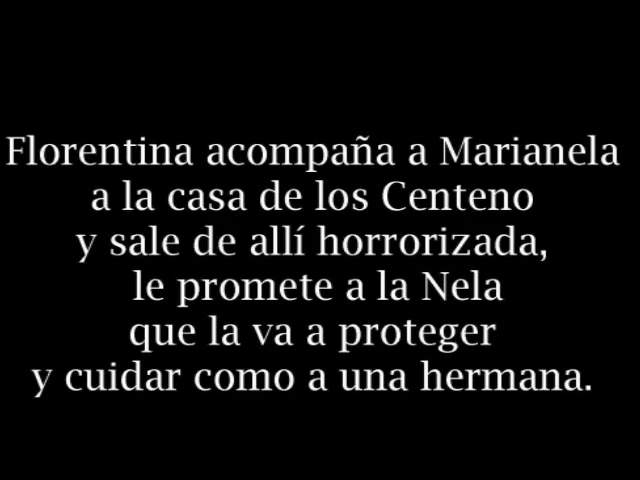 Florentina acompaña a Marianela
a la casa de los Centeno
y sale de allí horrorizada,
le promete a la Nela
que la va a proteger
y cuidar como a una hermana.